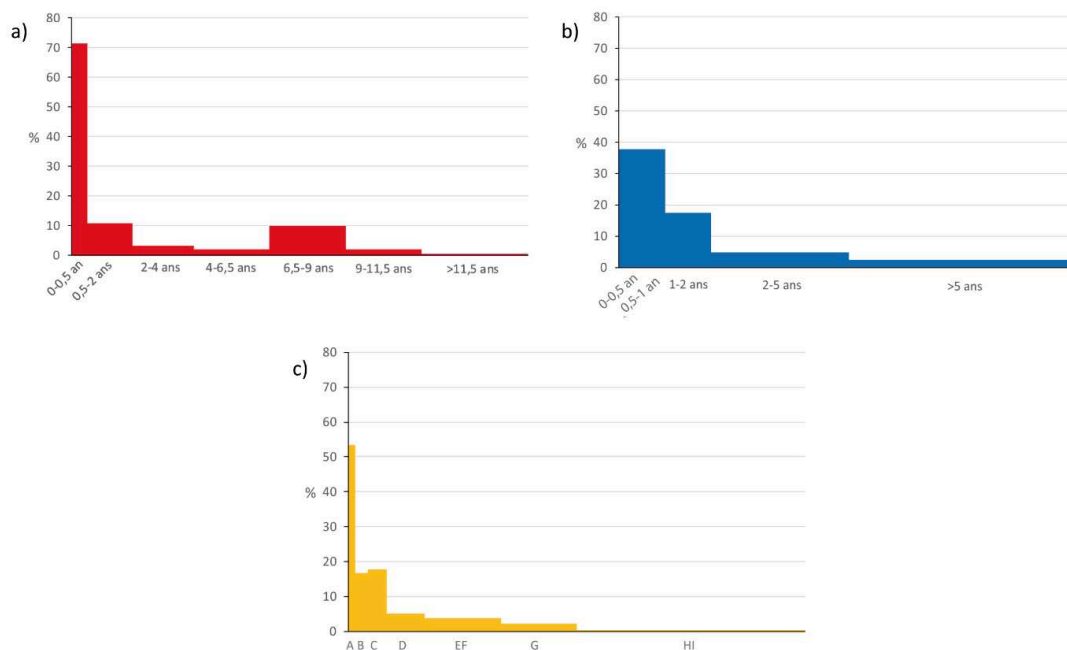 a)
80
70
60
50
40
%
30
20
10
0
0-0,5 an
0,5-2 ans
2-4 ans
4-6,5 ans
6,5-9 ans
9-11,5 ans
>11,5 ans
b)
80
70
60
50
40
%
30
20
10
0
0-0,5 an
0,5-1 an
1-2 ans
2-5 ans
>5 ans
c)
80
70
60
50
40
%
30
20
10
0
A B C D EF G HI